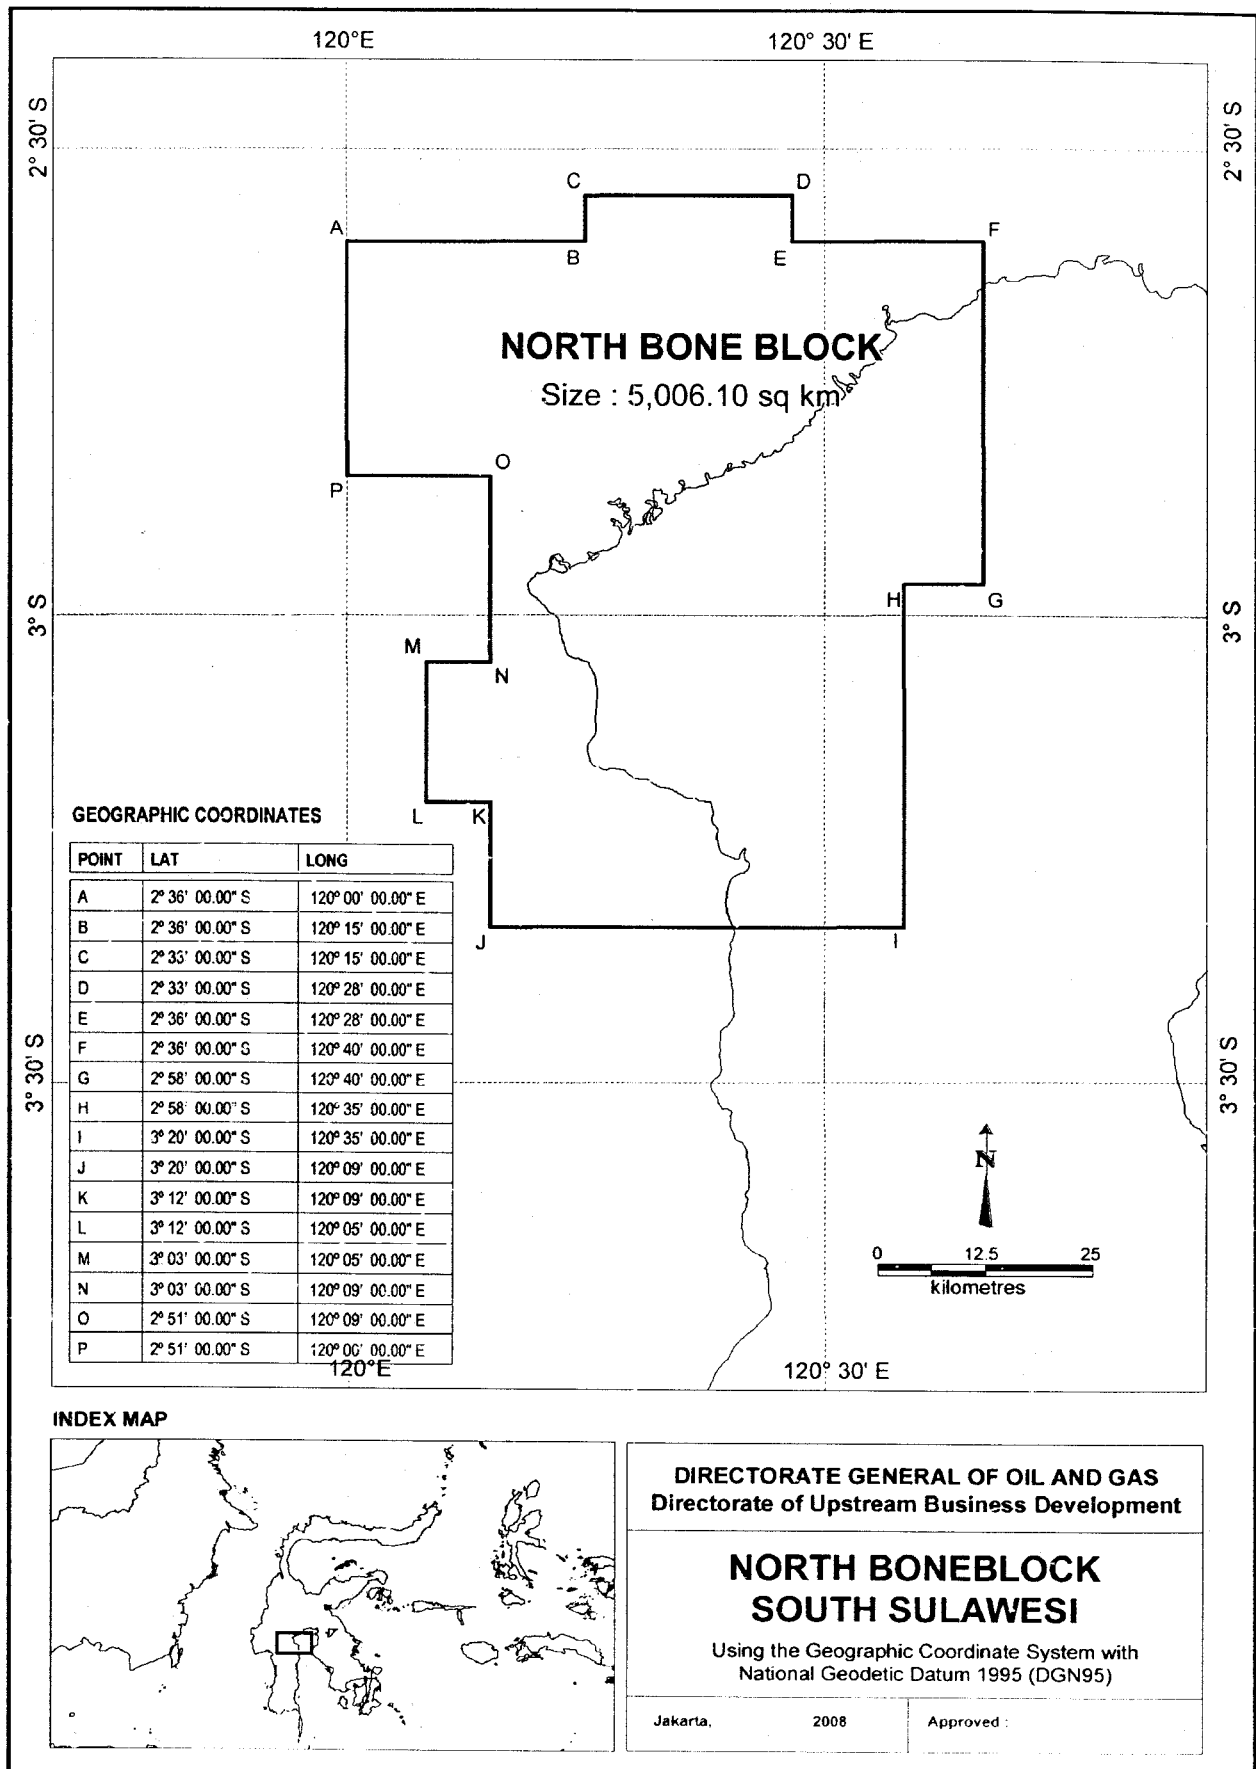 120°E 120° 30' E
2° 30' S 2° 30' S
C D
A F
B E
NORTH BONE BLOCK
Size : 5,006.10 sq km
O
P
H G
3° S 3° S
M
N
L K
J I
GEOGRAPHIC COORDINATES
POINT LAT LONG
A 2° 36' 00.00" S 120° 00' 00.00" E
B 2° 36' 00.00" S 120° 15' 00.00" E
C 2° 33' 00.00" S 120° 15' 00.00" E
D 2° 33' 00.00" S 120° 28' 00.00" E
E 2° 36' 00.00" S 120° 28' 00.00" E
F 2° 36' 00.00" S 120° 40' 00.00" E
G 2° 58' 00.00" S 120° 40' 00.00" E
H 2° 58' 00.00" S 120° 35' 00.00" E
I 3° 20' 00.00" S 120° 35' 00.00" E
J 3° 20' 00.00" S 120° 09' 00.00" E
K 3° 12' 00.00" S 120° 09' 00.00" E
L 3° 12' 00.00" S 120° 05' 00.00" E
M 3° 03' 00.00" S 120° 05' 00.00" E
N 3° 03' 00.00" S 120° 09' 00.00" E
O 2° 51' 00.00" S 120° 09' 00.00" E
P 2° 51' 00.00" S 120° 00' 00.00" E
3° 30' S 3° 30' S
N
0 12.5 25
kilometres
120°E 120° 30' E
INDEX MAP
DIRECTORATE GENERAL OF OIL AND GAS
Directorate of Upstream Business Development
NORTH BONEBLOCK
SOUTH SULAWESI
Using the Geographic Coordinate System with
National Geodetic Datum 1995 (DGN95)
Jakarta, 2008 Approved :